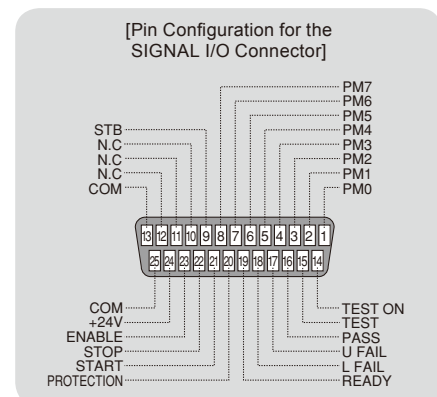 [Pin Configuration for the
SIGNAL I/O Connector]
PM7
PM6
PM5
STB PM4
N.C PM3
N.C PM2
N.C PM1
COM PM0
13 12 11 10 9 8 7 6 5 4 3 2 1
25 24 23 22 21 20 19 18 17 16 15 14
COM TEST ON
+24V TEST
ENABLE PASS
STOP U FAIL
START L FAIL
PROTECTION READY